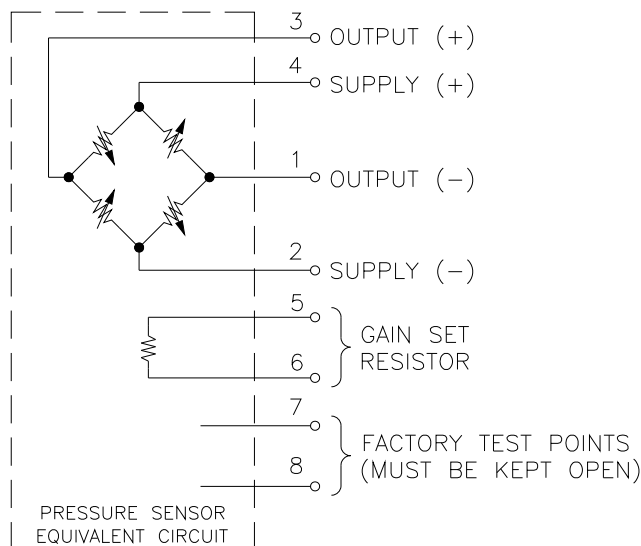 3 OUTPUT (+)
4 SUPPLY (+)
1 OUTPUT (−)
2 SUPPLY (−)
5
GAIN SET
RESISTOR
6
7
FACTORY TEST POINTS
(MUST BE KEPT OPEN)
8
PRESSURE SENSOR
EQUIVALENT CIRCUIT